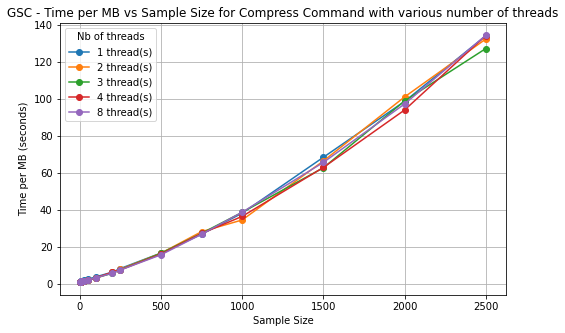 GSC - Time per MB vs Sample Size for Compress Command with various number of threads
Nb of threads
1 thread(s)
2 thread(s)
3 thread(s)
4 thread(s)
8 thread(s)
Time per MB (seconds)
140
120
100
80
60
40
20
0
0 500 1000 1500 2000 2500
Sample Size